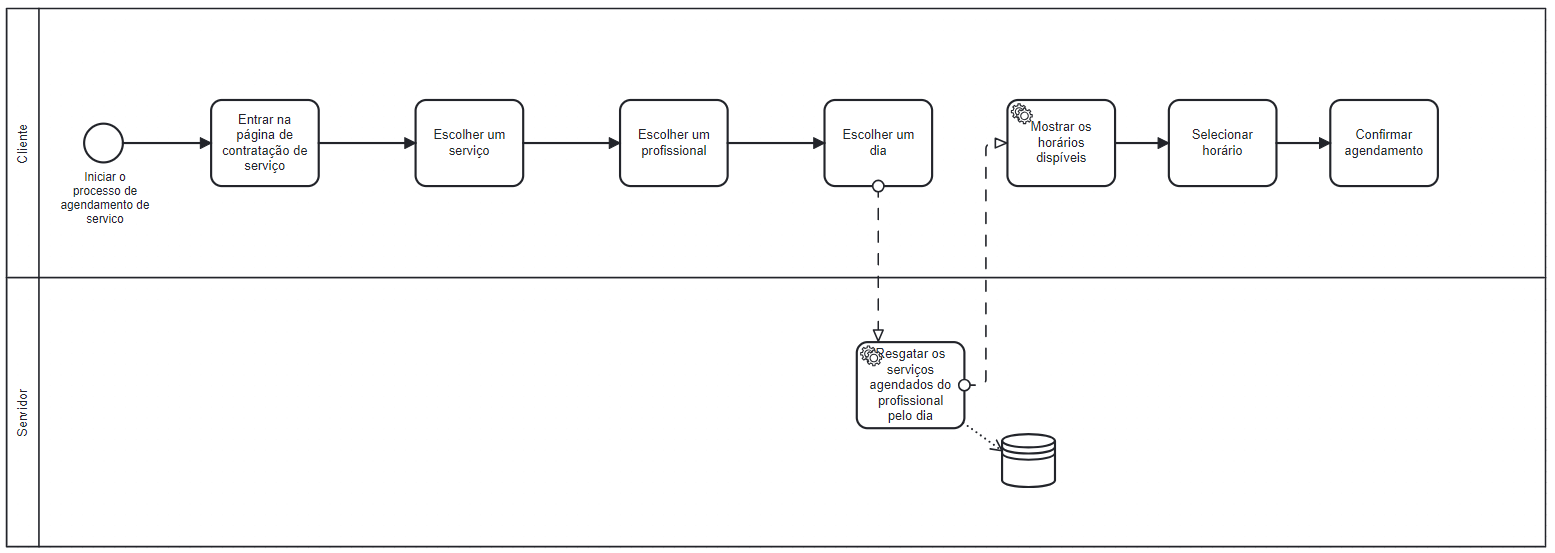 Cliente
Iniciar o
processo de
agendamento de
servico
Entrar na
página de
contratação de
serviço
Escolher um
serviço
Escolher um
profissional
Escolher um
dia
Mostrar os
horários
dispíveis
Selecionar
horário
Confirmar
agendamento
Servidor
Resgatar os
serviços
agendados do
profissional
pelo dia